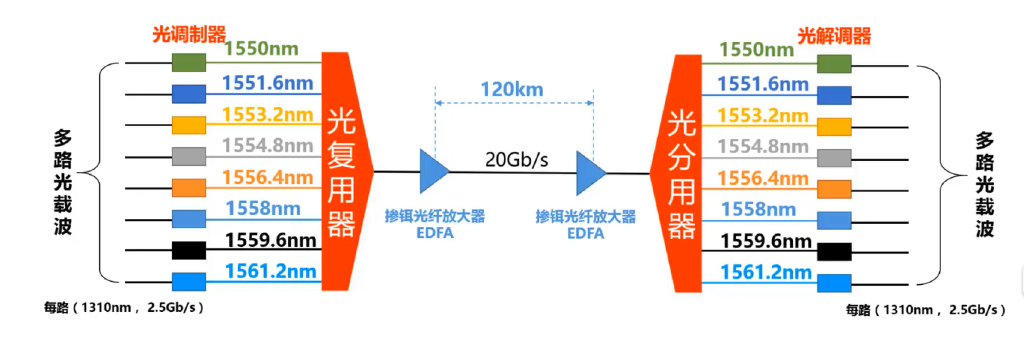 光调制器
1550nm
1551.6nm
1553.2nm
1554.8nm
1556.4nm
1558nm
1559.6nm
1561.2nm
多路光载波
每路（1310nm ，2.5Gb/s）
光复用器
120km
20Gb/s
掺铒光纤放大器
EDFA
掺铒光纤放大器
EDFA
光分用器
光解调器
1550nm
1551.6nm
1553.2nm
1554.8nm
1556.4nm
1558nm
1559.6nm
1561.2nm
多路光载波
每路（1310nm ，2.5Gb/s）